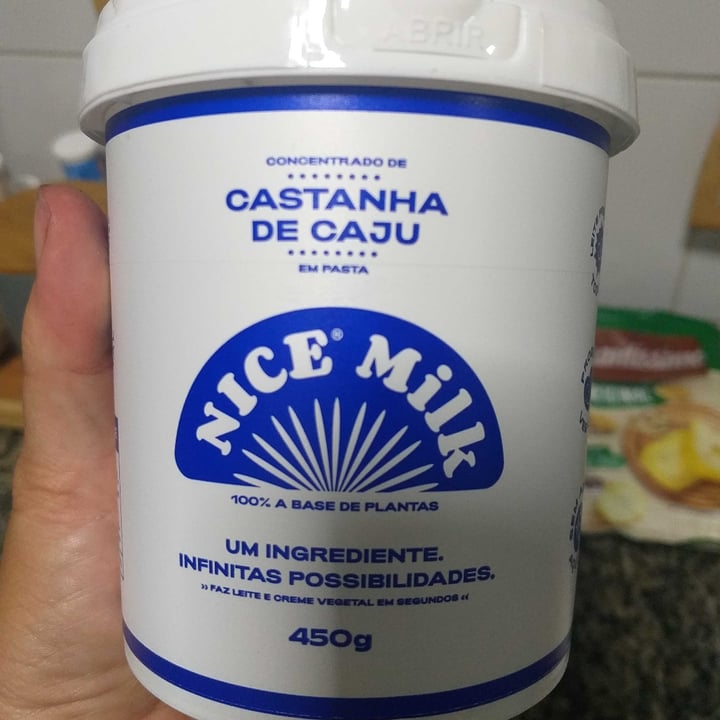 ABRIR
CONCENTRADO DE
CASTANHA
DE CAJU
EM PASTA
NICE® Milk
100% A BASE DE PLANTAS
UM INGREDIENTE.
INFINITAS POSSIBILIDADES.
›› FAZ LEITE E CREME VEGETAL EM SEGUNDOS ‹‹
450g